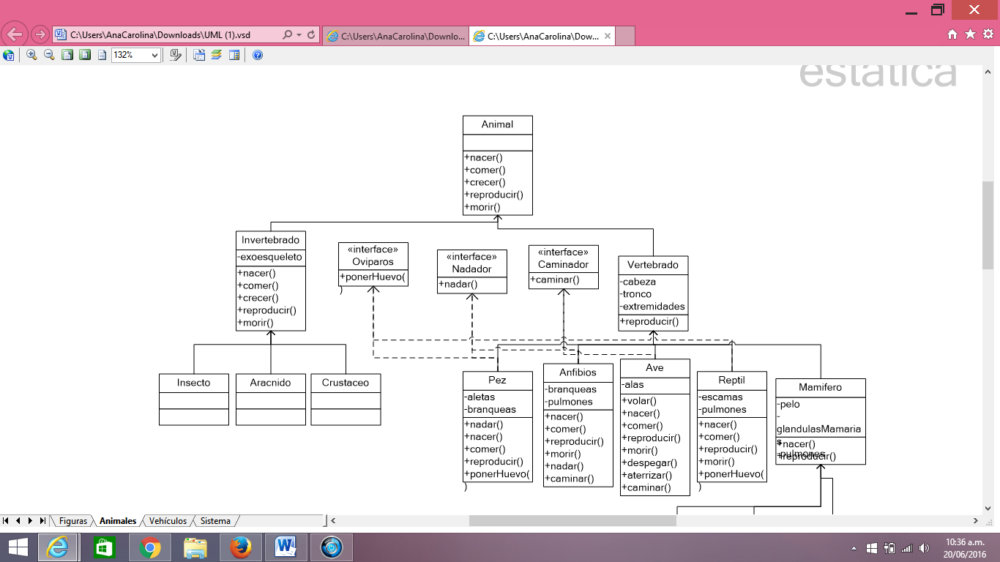 C:\Users\AnaCarolina\Downloads\UML (1).vsd
C:\Users\AnaCarolina\Downlo...
C:\Users\AnaCarolina\Dow...
132%
estatica
Animal
+nacer()
+comer()
+crecer()
+reproducir()
+morir()
Invertebrado
-exoesqueleto
+nacer()
+comer()
+crecer()
+reproducir()
+morir()
«interface»
Oviparos
+ponerHuevo(
)
«interface»
Nadador
+nadar()
«interface»
Caminador
+caminar()
Vertebrado
-cabeza
-tronco
-extremidades
+reproducir()
Insecto
Aracnido
Crustaceo
Pez
-aletas
-branqueas
+nadar()
+nacer()
+comer()
+reproducir()
+ponerHuevo(
)
Anfibios
-branqueas
-pulmones
+nacer()
+comer()
+reproducir()
+morir()
+nadar()
+caminar()
Ave
-alas
+volar()
+nacer()
+comer()
+reproducir()
+morir()
+despegar()
+aterrizar()
+caminar()
Reptil
-escamas
-pulmones
+nacer()
+comer()
+reproducir()
+morir()
+ponerHuevo(
)
Mamifero
-pelo
-
glandulasMamaria
s
-pulmones
+nacer()
+reproducir()
Figuras
Animales
Vehículos
Sistema
10:36 a.m.
20/06/2016